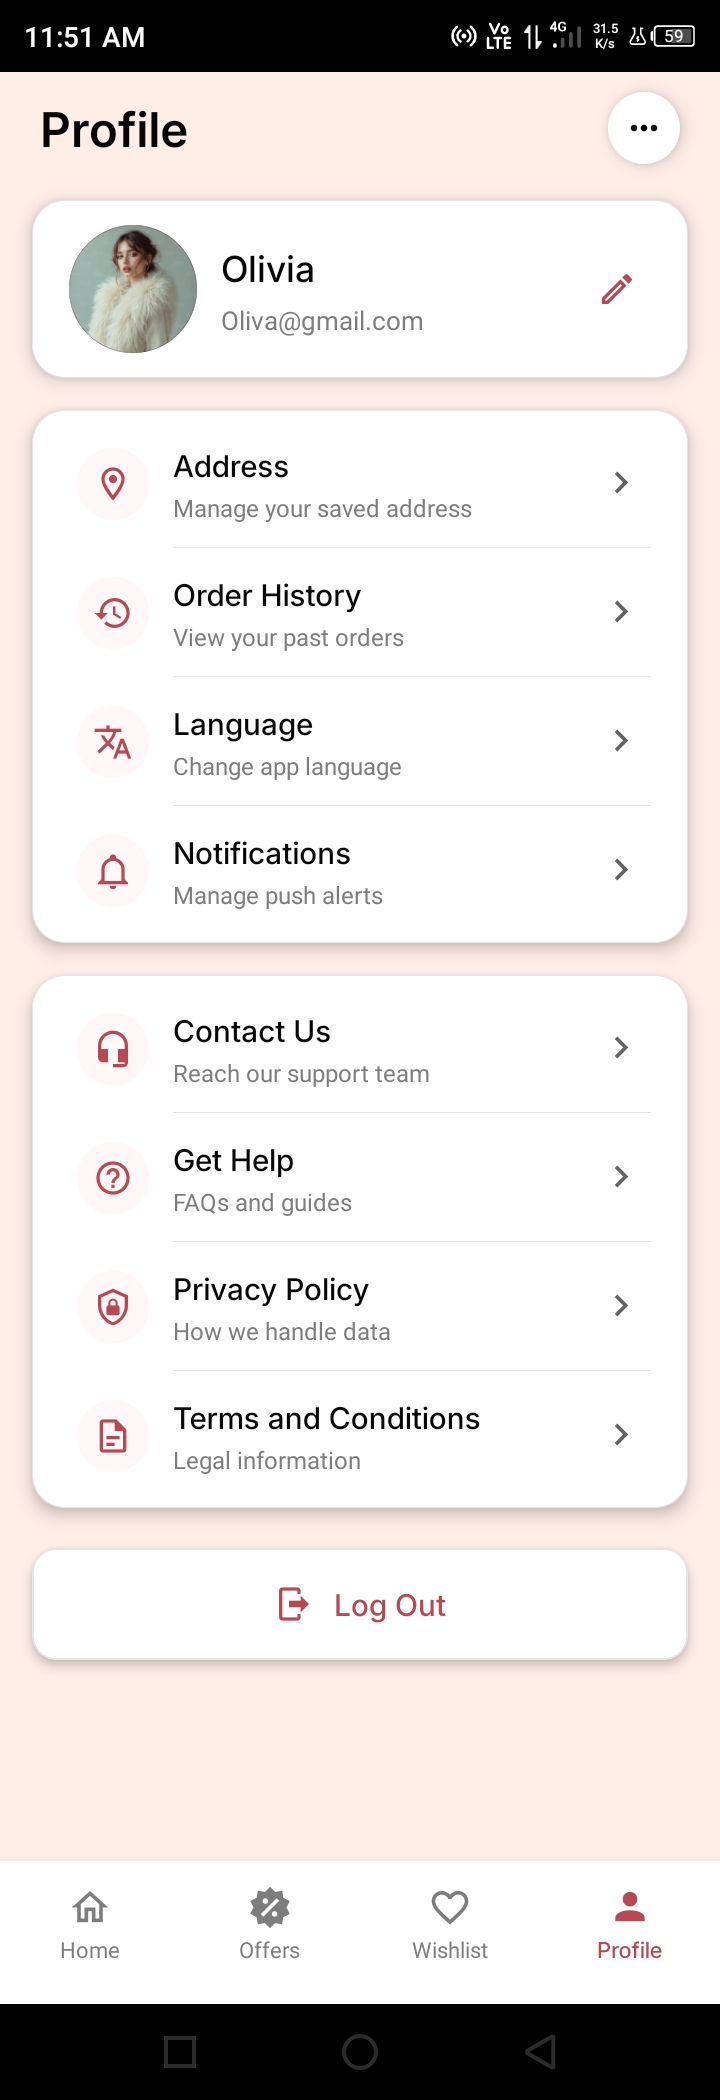 11:51 AM
Vo
LTE
4G
31.5
K/s
59
Profile
Olivia
Oliva@gmail.com
Address
Manage your saved address
Order History
View your past orders
Language
Change app language
Notifications
Manage push alerts
Contact Us
Reach our support team
Get Help
FAQs and guides
Privacy Policy
How we handle data
Terms and Conditions
Legal information
Log Out
Home
Offers
Wishlist
Profile